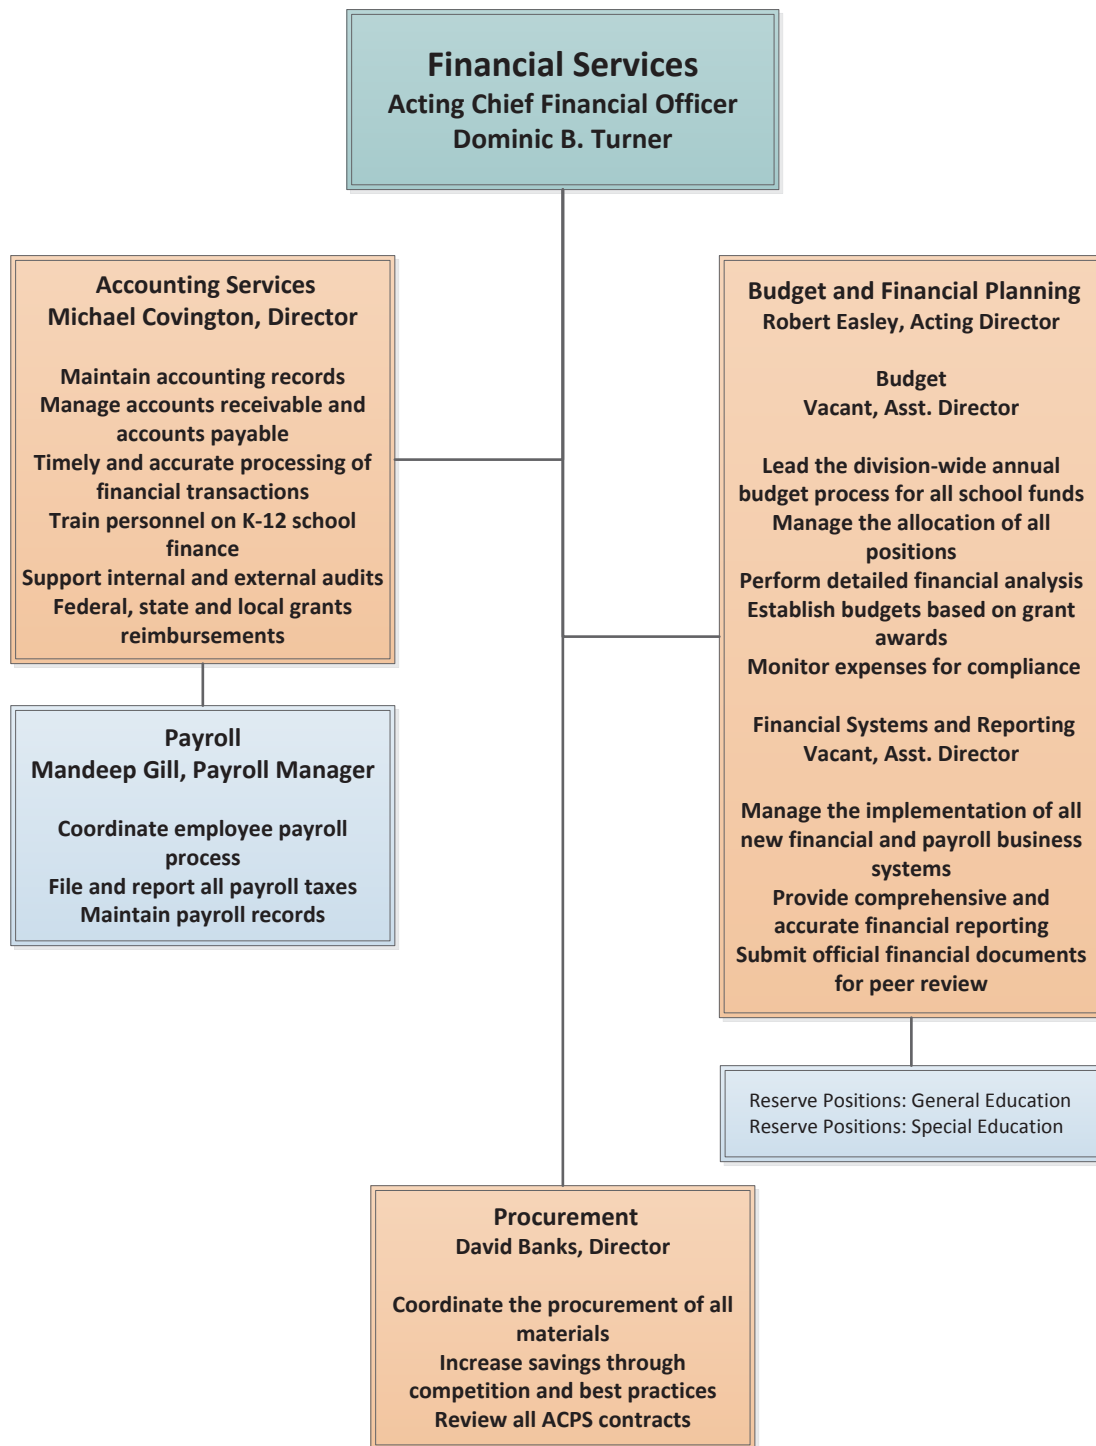 Financial Services
Acting Chief Financial Officer
Dominic B. Turner
Accounting Services
Michael Covington, Director
Maintain accounting records
Manage accounts receivable and
accounts payable
Timely and accurate processing of
financial transactions
Train personnel on K-12 school
finance
Support internal and external audits
Federal, state and local grants
reimbursements
Payroll
Mandeep Gill, Payroll Manager
Coordinate employee payroll
process
File and report all payroll taxes
Maintain payroll records
Budget and Financial Planning
Robert Easley, Acting Director
Budget
Vacant, Asst. Director
Lead the division-wide annual
budget process for all school funds
Manage the allocation of all
positions
Perform detailed financial analysis
Establish budgets based on grant
awards
Monitor expenses for compliance
Financial Systems and Reporting
Vacant, Asst. Director
Manage the implementation of all
new financial and payroll business
systems
Provide comprehensive and
accurate financial reporting
Submit official financial documents
for peer review
Reserve Positions: General Education
Reserve Positions: Special Education
Procurement
David Banks, Director
Coordinate the procurement of all
materials
Increase savings through
competition and best practices
Review all ACPS contracts